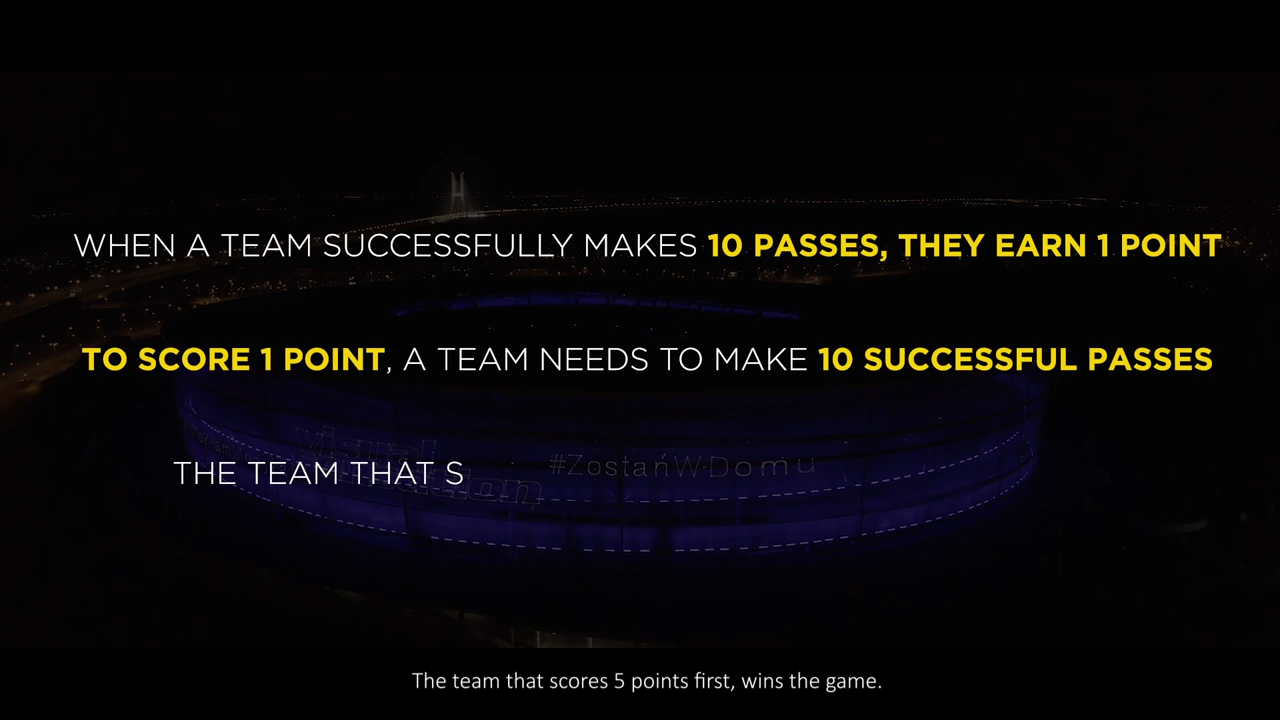 WHEN A TEAM SUCCESSFULLY MAKES 10 PASSES, THEY EARN 1 POINT
TO SCORE 1 POINT, A TEAM NEEDS TO MAKE 10 SUCCESSFUL PASSES
THE TEAM THAT S
#ZostańWDomu
The team that scores 5 points first, wins the game.